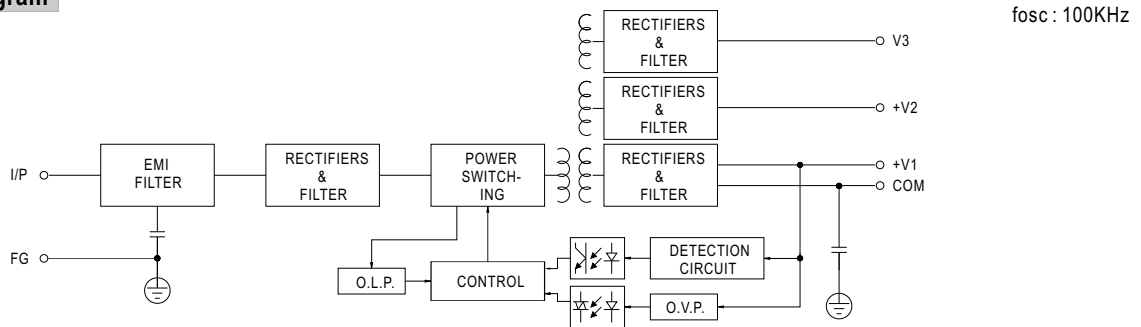 fosc : 100KHz
RECTIFIERS
&
FILTER
V3
RECTIFIERS
&
FILTER
+V2
I/P
EMI
FILTER
RECTIFIERS
&
FILTER
POWER
SWITCH-
ING
RECTIFIERS
&
FILTER
+V1
COM
FG
O.L.P.
CONTROL
DETECTION
CIRCUIT
O.V.P.